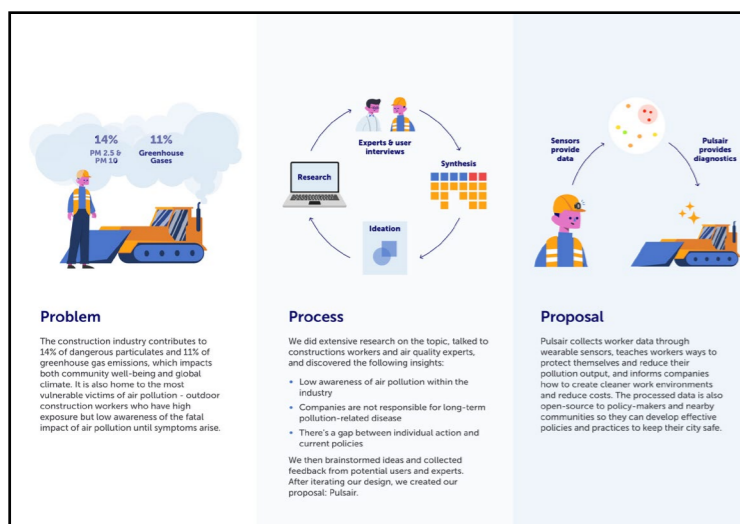 14%
PM 2.5 &
PM 10
11%
Greenhouse
Gases
Problem
The construction industry contributes to
14% of dangerous particulates and 11% of
greenhouse gas emissions, which impacts
both community well-being and global
climate. It is also home to the most
vulnerable victims of air pollution - outdoor
construction workers who have high
exposure but low awareness of the fatal
impact of air pollution until symptoms arise.
Experts & user
interviews
Research
Synthesis
Ideation
Process
We did extensive research on the topic, talked to
constructions workers and air quality experts,
and discovered the following insights:
• Low awareness of air pollution within the
industry
• Companies are not responsible for long-term
pollution-related disease
• There's a gap between individual action and
current policies
We then brainstormed ideas and collected
feedback from potential users and experts.
After iterating our design, we created our
proposal: Pulsair.
Sensors
provide
data
Pulsair
provides
diagnostics
Proposal
Pulsair collects worker data through
wearable sensors, teaches workers ways to
protect themselves and reduce their
pollution output, and informs companies
how to create cleaner work environments
and reduce costs. The processed data is also
open-source to policy-makers and nearby
communities so they can develop effective
policies and practices to keep their city safe.